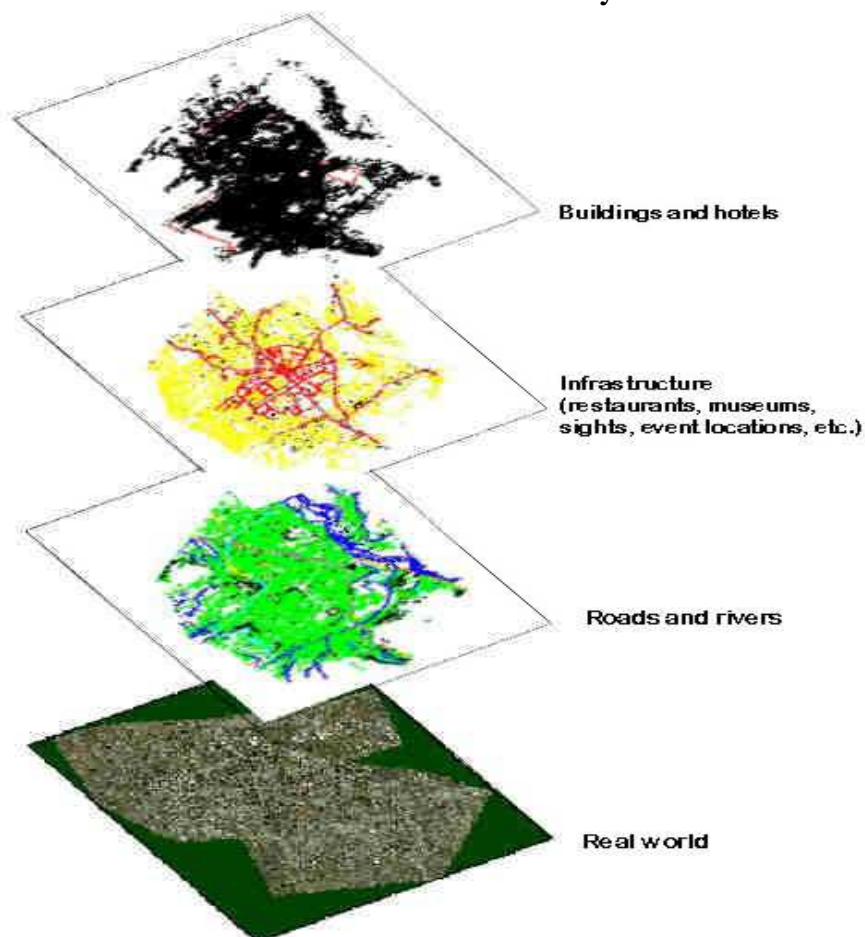 Buildings and hotels
Infrastructure
(restaurants, museums,
sights, event locations, etc.)
Roads and rivers
Real world